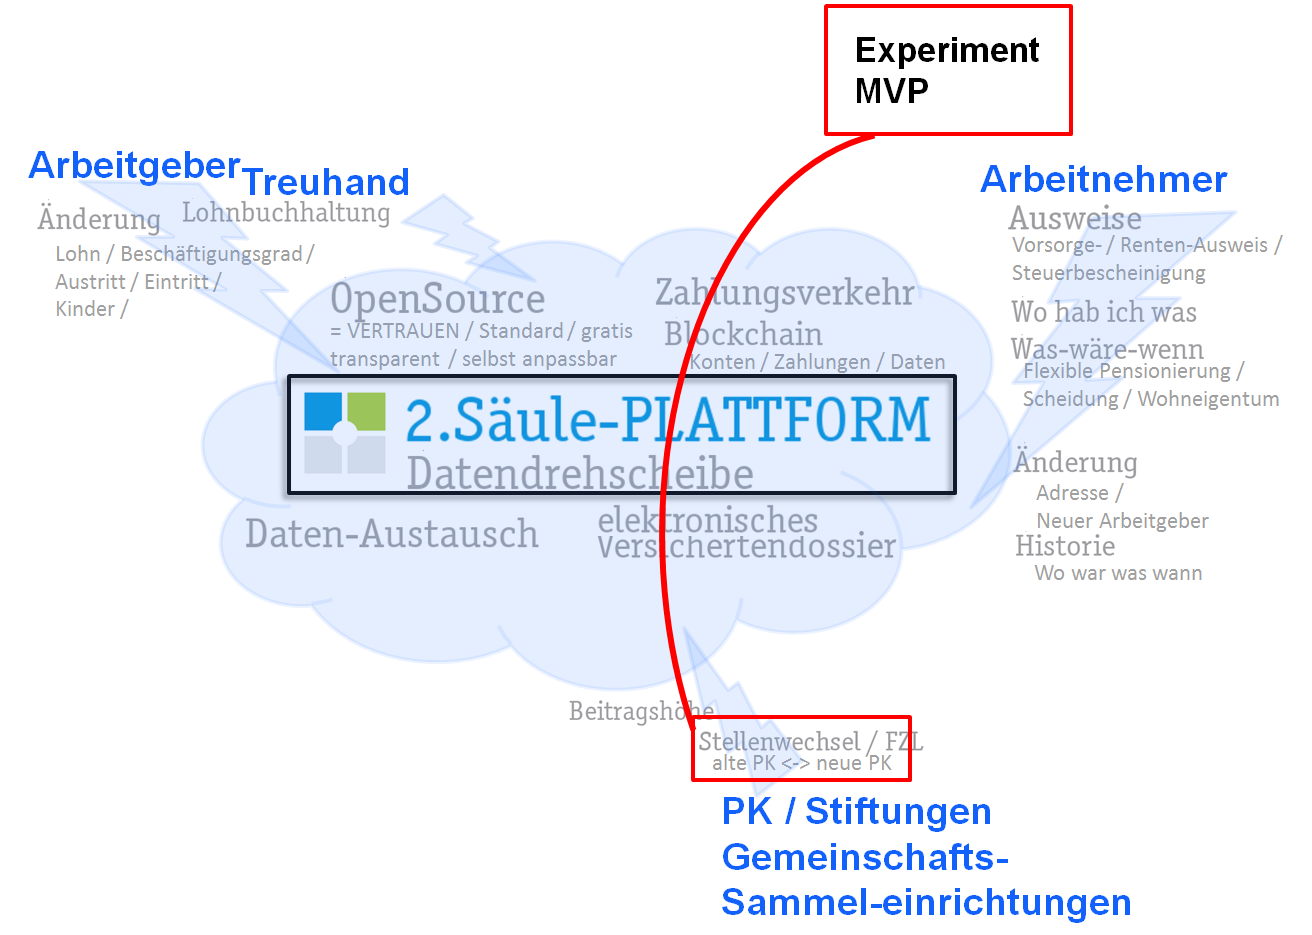 Experiment
MVP
Arbeitgeber
Treuhand
Arbeitnehmer
Änderung
Lohnbuchhaltung
Lohn / Beschäftigungsgrad /
Austritt / Eintritt /
Kinder /
Ausweise
Vorsorge- / Renten-Ausweis /
Steuerbescheinigung
Wo hab ich was
Was-wäre-wenn
Flexible Pensionierung /
Scheidung / Wohneigentum
Änderung
Adresse /
Neuer Arbeitgeber
Historie
Wo war was wann
OpenSource
= VERTRAUEN / Standard / gratis
transparent / selbst anpassbar
Zahlungsverkehr
Blockchain
Konten / Zahlungen / Daten
2.Säule-PLATTFORM
Datendrehscheibe
Daten-Austausch
elektronisches
Versichertendossier
Beitragshöhe
Stellenwechsel / FZL
alte PK <-> neue PK
PK / Stiftungen
Gemeinschafts-
Sammel-einrichtungen